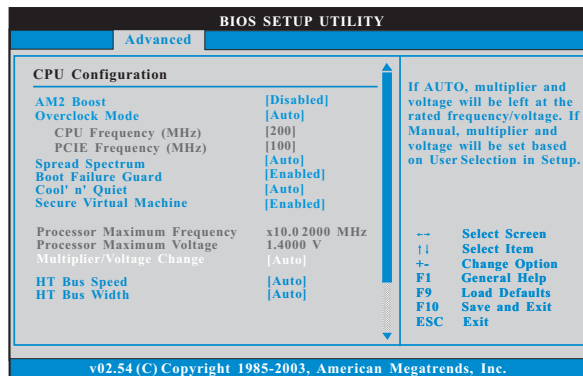 BIOS SETUP UTILITY
Advanced
CPU Configuration
AM2 Boost [Disabled]
Overclock Mode [Auto]
CPU Frequency (MHz) [200]
PCIE Frequency (MHz) [100]
Spread Spectrum [Auto]
Boot Failure Guard [Enabled]
Cool' n' Quiet [Auto]
Secure Virtual Machine [Enabled]
Processor Maximum Frequency x10.0 2000 MHz
Processor Maximum Voltage 1.4000 V
Multiplier/Voltage Change [Auto]
HT Bus Speed [Auto]
HT Bus Width [Auto]
If AUTO, multiplier and
voltage will be left at the
rated frequency/voltage. If
Manual, multiplier and
voltage will be set based
on User Selection in Setup.
←→ Select Screen
↑↓ Select Item
+- Change Option
F1 General Help
F9 Load Defaults
F10 Save and Exit
ESC Exit
v02.54 (C) Copyright 1985-2003, American Megatrends, Inc.